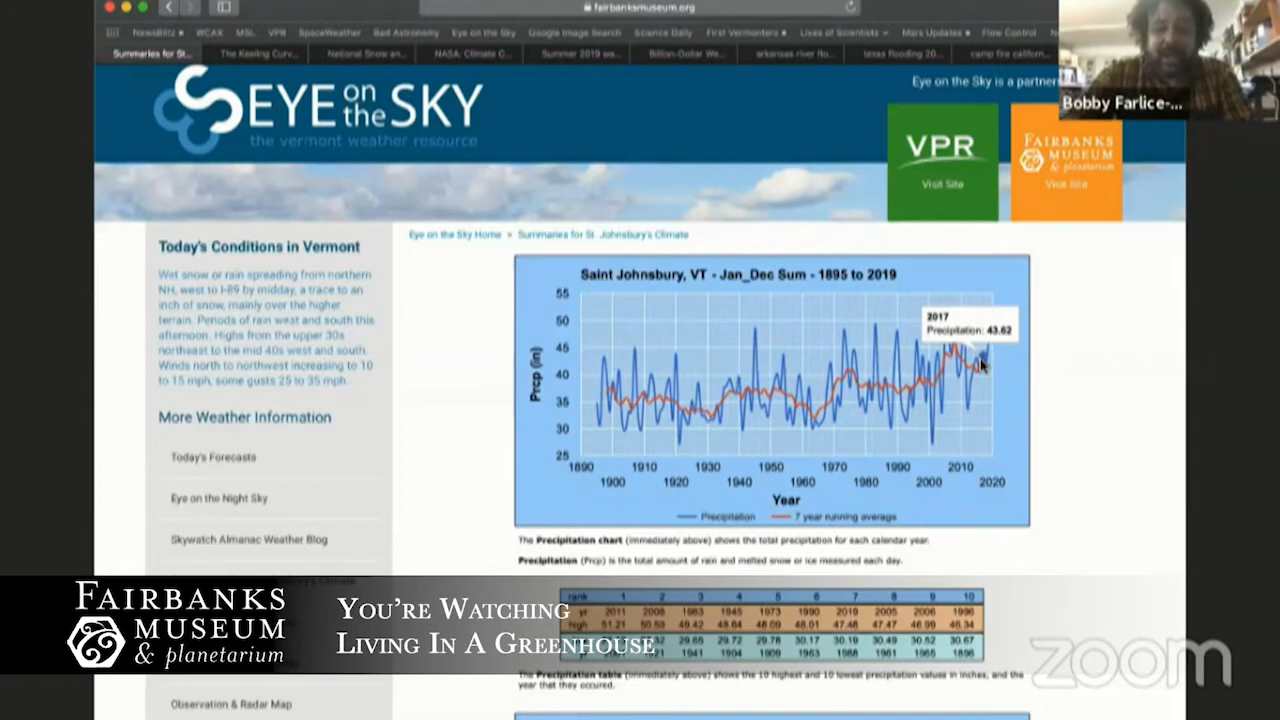 fairbanksmuseum.org
NewsBlitz WCAX MSL VPR SpaceWeather Bad Astronomy Eye on the Sky Google Image Search Science Daily First Vermonters Lives of Scientists Mars Updates Flow Control
Summaries for St... The Keeling Curv... National Snow an... NASA: Climate C... Summer 2019 wa... Billion-Dollar We... arkansas river flo... texas flooding 20... camp fire californ...
EYE on the SKY
the vermont weather resource
Eye on the Sky is a partner
VPR
Visit Site
FAIRBANKS
MUSEUM
& planetarium
Visit Site
Bobby Farlice-...
Eye on the Sky Home > Summaries for St. Johnsbury's Climate
Today's Conditions in Vermont
Wet snow or rain spreading from northern
NH, west to I-89 by midday, a trace to an
inch of snow, mainly over the higher
terrain. Periods of rain west and south this
afternoon. Highs from the upper 30s
northeast to the mid 40s west and south.
Winds north to northwest increasing to 10
to 15 mph, some gusts 25 to 35 mph.
More Weather Information
Today's Forecasts
Eye on the Night Sky
Skywatch Almanac Weather Blog
Observation & Radar Map
Saint Johnsbury, VT - Jan_Dec Sum - 1895 to 2019
2017
Precipitation: 43.62
Prcp (in)
55
50
45
40
35
30
25
1890 1910 1930 1950 1970 1990 2010
1900 1920 1940 1960 1980 2000 2020
Year
Precipitation 7 year running average
The Precipitation chart (immediately above) shows the total precipitation for each calendar year.
Precipitation (Prcp) is the total amount of rain and melted snow or ice measured each day.
rank 1 2 3 4 5 6 7 8 9 10
yr 2011 2008 1983 1945 1973 1990 2019 2005 2006 1996
high 51.21 50.59 49.42 48.64 48.01 47.48 47.47 46.99 46.34
29.65 29.72 29.78 30.17 30.19 30.49 30.52 30.67
1941 1904 1909 1963 1988 1961 1965 1896
The Precipitation table (immediately above) shows the 10 highest and 10 lowest precipitation values in inches, and the
year that they occured.
FAIRBANKS
MUSEUM
& planetarium
YOU'RE WATCHING
LIVING IN A GREENHOUSE
zoom